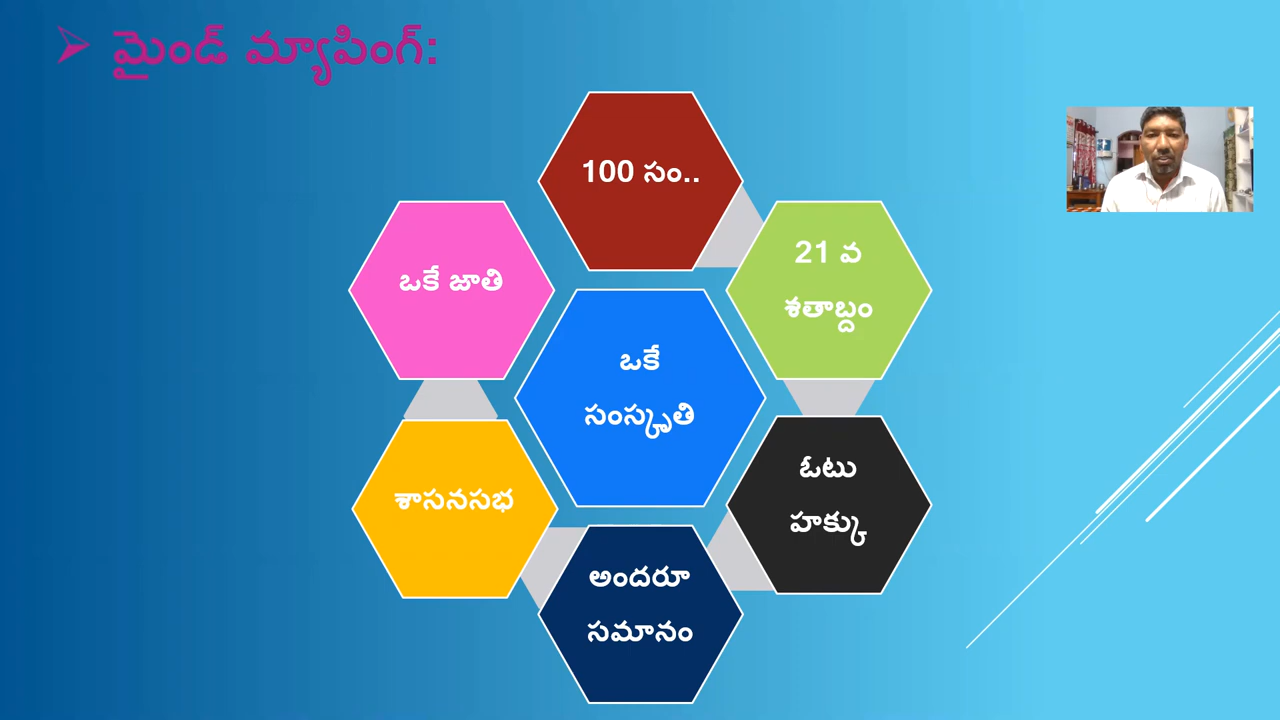 మైండ్ మ్యాపింగ్:
100 సం..
21 వ
శతాబ్దం
ఒకే జాతి
ఒకే
సంస్కృతి
ఓటు
హక్కు
శాసనసభ
అందరూ
సమానం